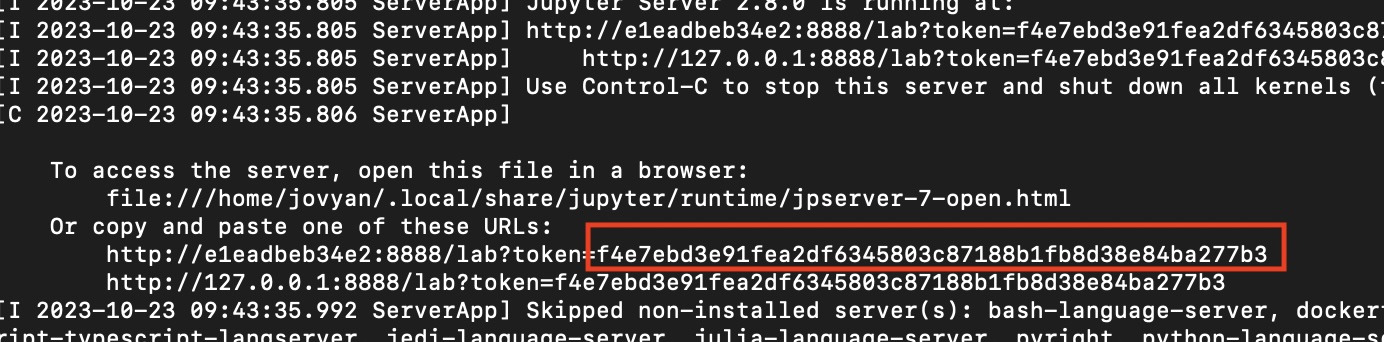 [I 2023-10-23 09:43:35.805 ServerApp] Jupyter Server 2.8.0 is running at:
[I 2023-10-23 09:43:35.805 ServerApp] http://e1eadbeb34e2:8888/lab?token=f4e7ebd3e91fea2df6345803c87
[I 2023-10-23 09:43:35.805 ServerApp]     http://127.0.0.1:8888/lab?token=f4e7ebd3e91fea2df6345803c8
[I 2023-10-23 09:43:35.805 ServerApp] Use Control-C to stop this server and shut down all kernels (
[C 2023-10-23 09:43:35.806 ServerApp]
To access the server, open this file in a browser:
file:///home/jovyan/.local/share/jupyter/runtime/jpserver-7-open.html
Or copy and paste one of these URLs:
http://e1eadbeb34e2:8888/lab?token=f4e7ebd3e91fea2df6345803c87188b1fb8d38e84ba277b3
http://127.0.0.1:8888/lab?token=f4e7ebd3e91fea2df6345803c87188b1fb8d38e84ba277b3
[I 2023-10-23 09:43:35.992 ServerApp] Skipped non-installed server(s): bash-language-server, docker
ript-typescript-langserver, jedi-language-server, julia-language-server, pyright, python-language-s